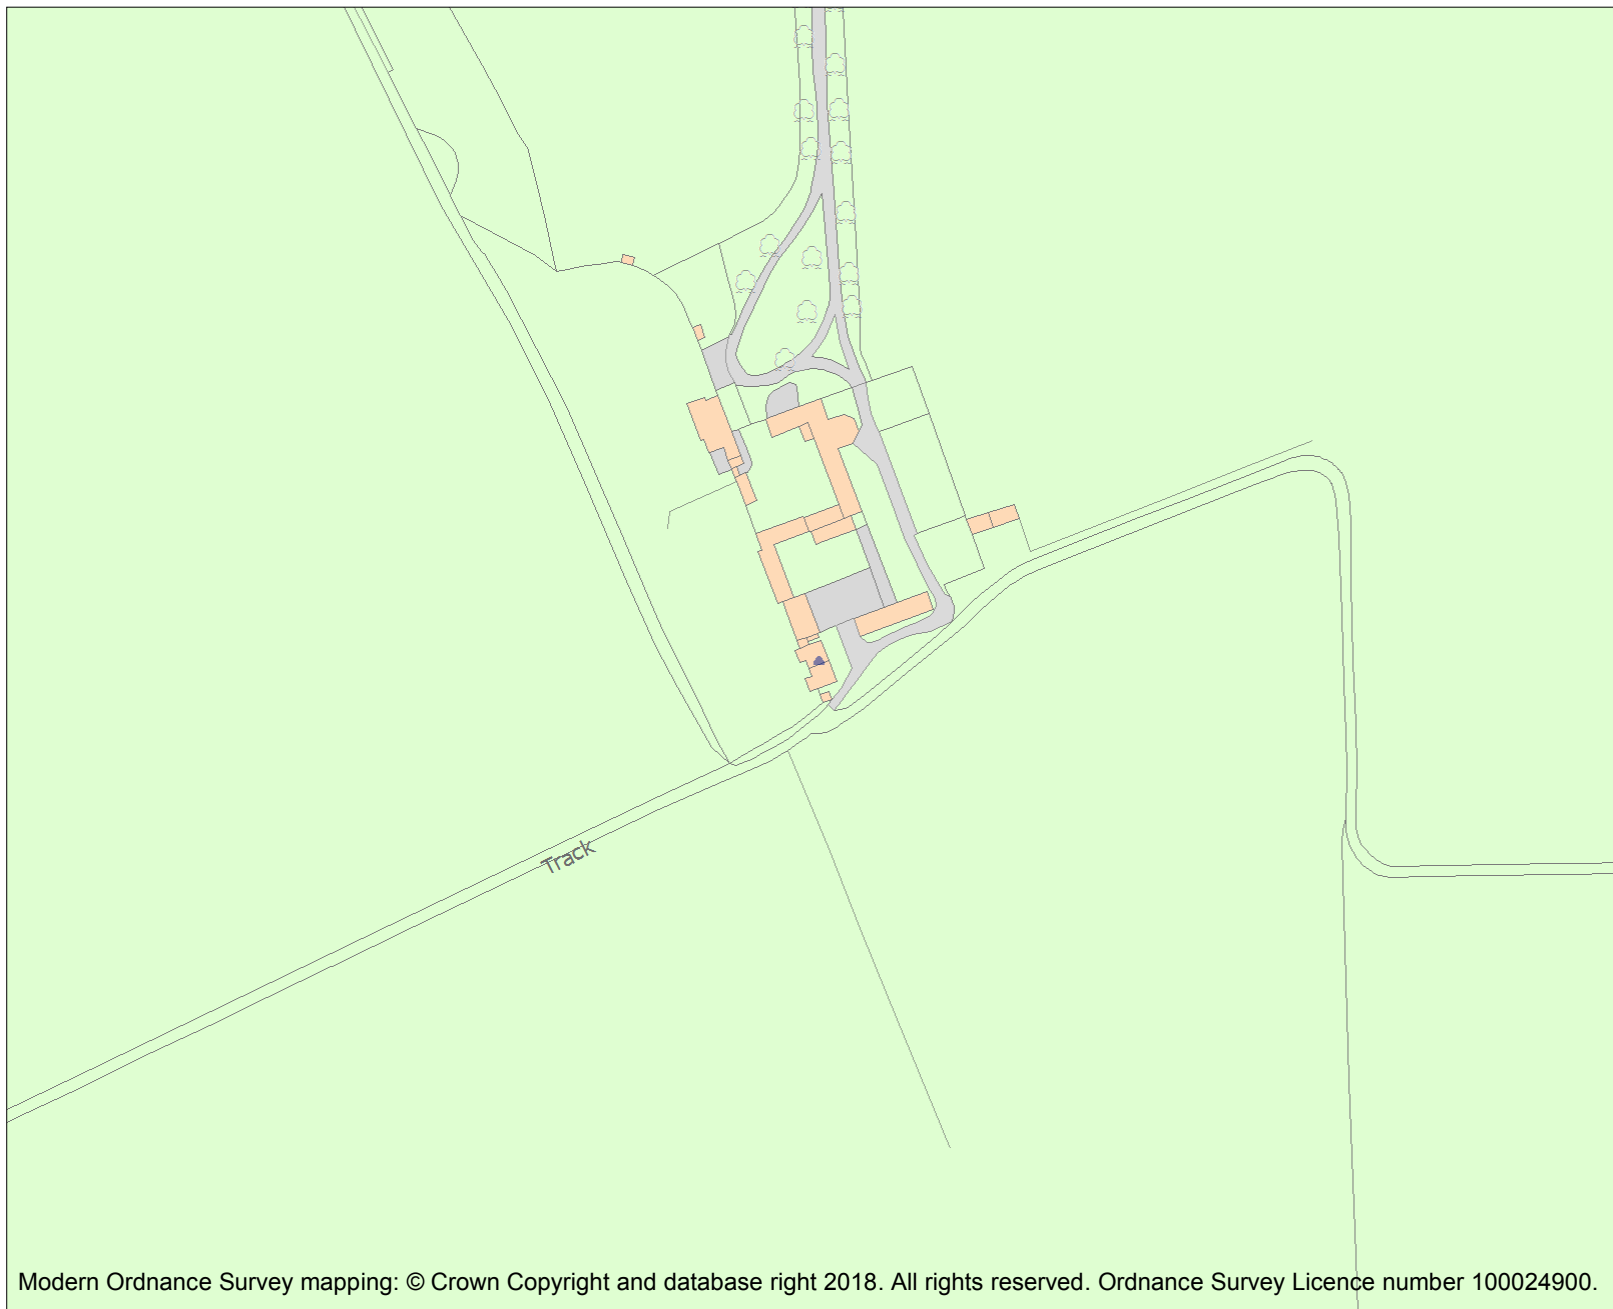 Track
Modern Ordnance Survey mapping: © Crown Copyright and database right 2018. All rights reserved. Ordnance Survey Licence number 100024900.